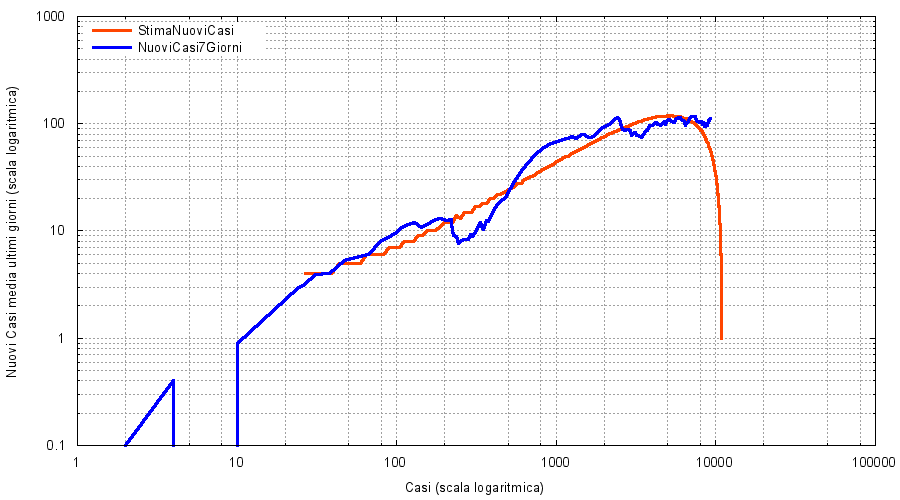 1000
100
10
1
0.1
StimaNuoviCasi
NuoviCasi7Giorni
Nuovi Casi media ultimi giorni (scala logaritmica)
1 10 100 1000 10000 100000
Casi (scala logaritmica)